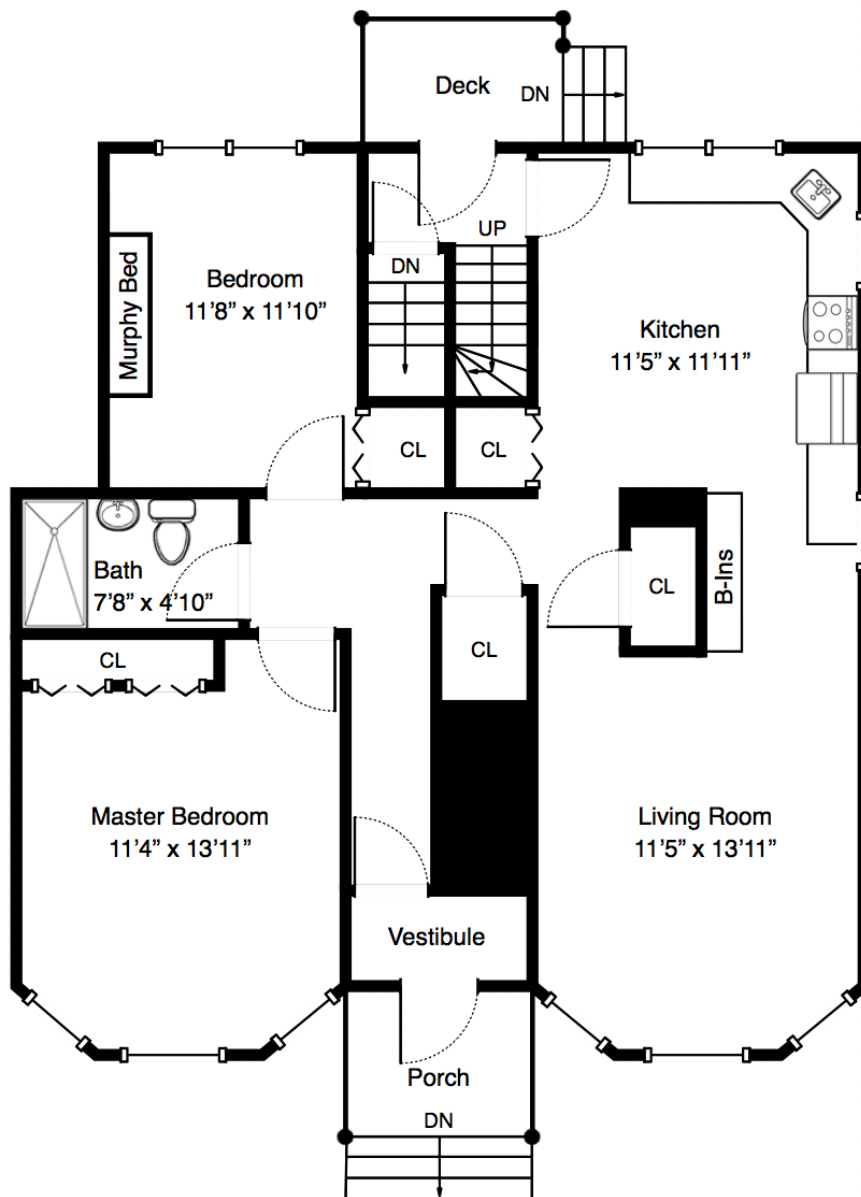 Deck
DN
UP
DN
Bedroom
11’8” x 11’10”
Murphy Bed
Kitchen
11’5” x 11’11”
CL
CL
Bath
7’8” x 4’10”
CL
B-Ins
CL
CL
Master Bedroom
11’4” x 13’11”
Living Room
11’5” x 13’11”
Vestibule
Porch
DN